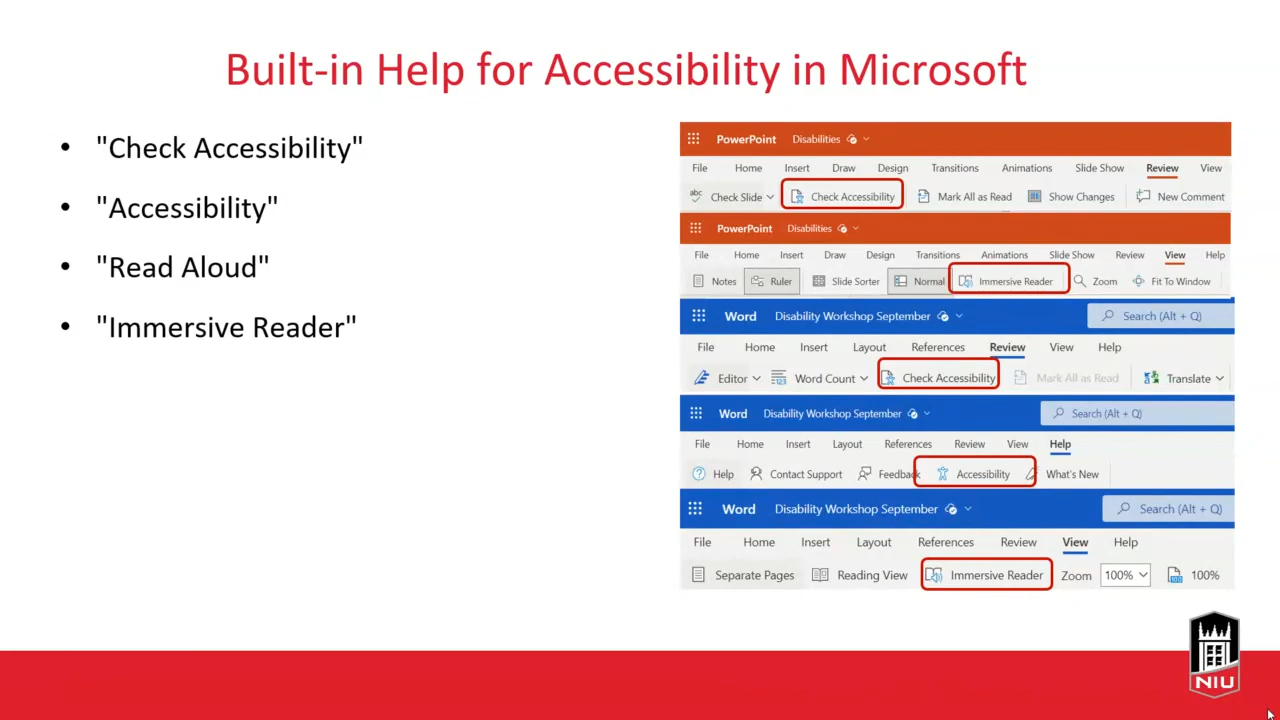 Built-in Help for Accessibility in Microsoft
• "Check Accessibility"
• "Accessibility"
• "Read Aloud"
• "Immersive Reader"
PowerPoint Disabilities
File Home Insert Draw Design Transitions Animations Slide Show Review View
abc Check Slide Check Accessibility Mark All as Read Show Changes New Comment
PowerPoint Disabilities
File Home Insert Draw Design Transitions Animations Slide Show Review View Help
Notes Ruler Slide Sorter Normal Immersive Reader Zoom Fit To Window
Word Disability Workshop September Search (Alt + Q)
File Home Insert Layout References Review View Help
Editor Word Count Check Accessibility Mark All as Read Translate
Word Disability Workshop September Search (Alt + Q)
File Home Insert Layout References Review View Help
Help Contact Support Feedback Accessibility What's New
Word Disability Workshop September Search (Alt + Q)
File Home Insert Layout References Review View Help
Separate Pages Reading View Immersive Reader Zoom 100% 100%
NIU